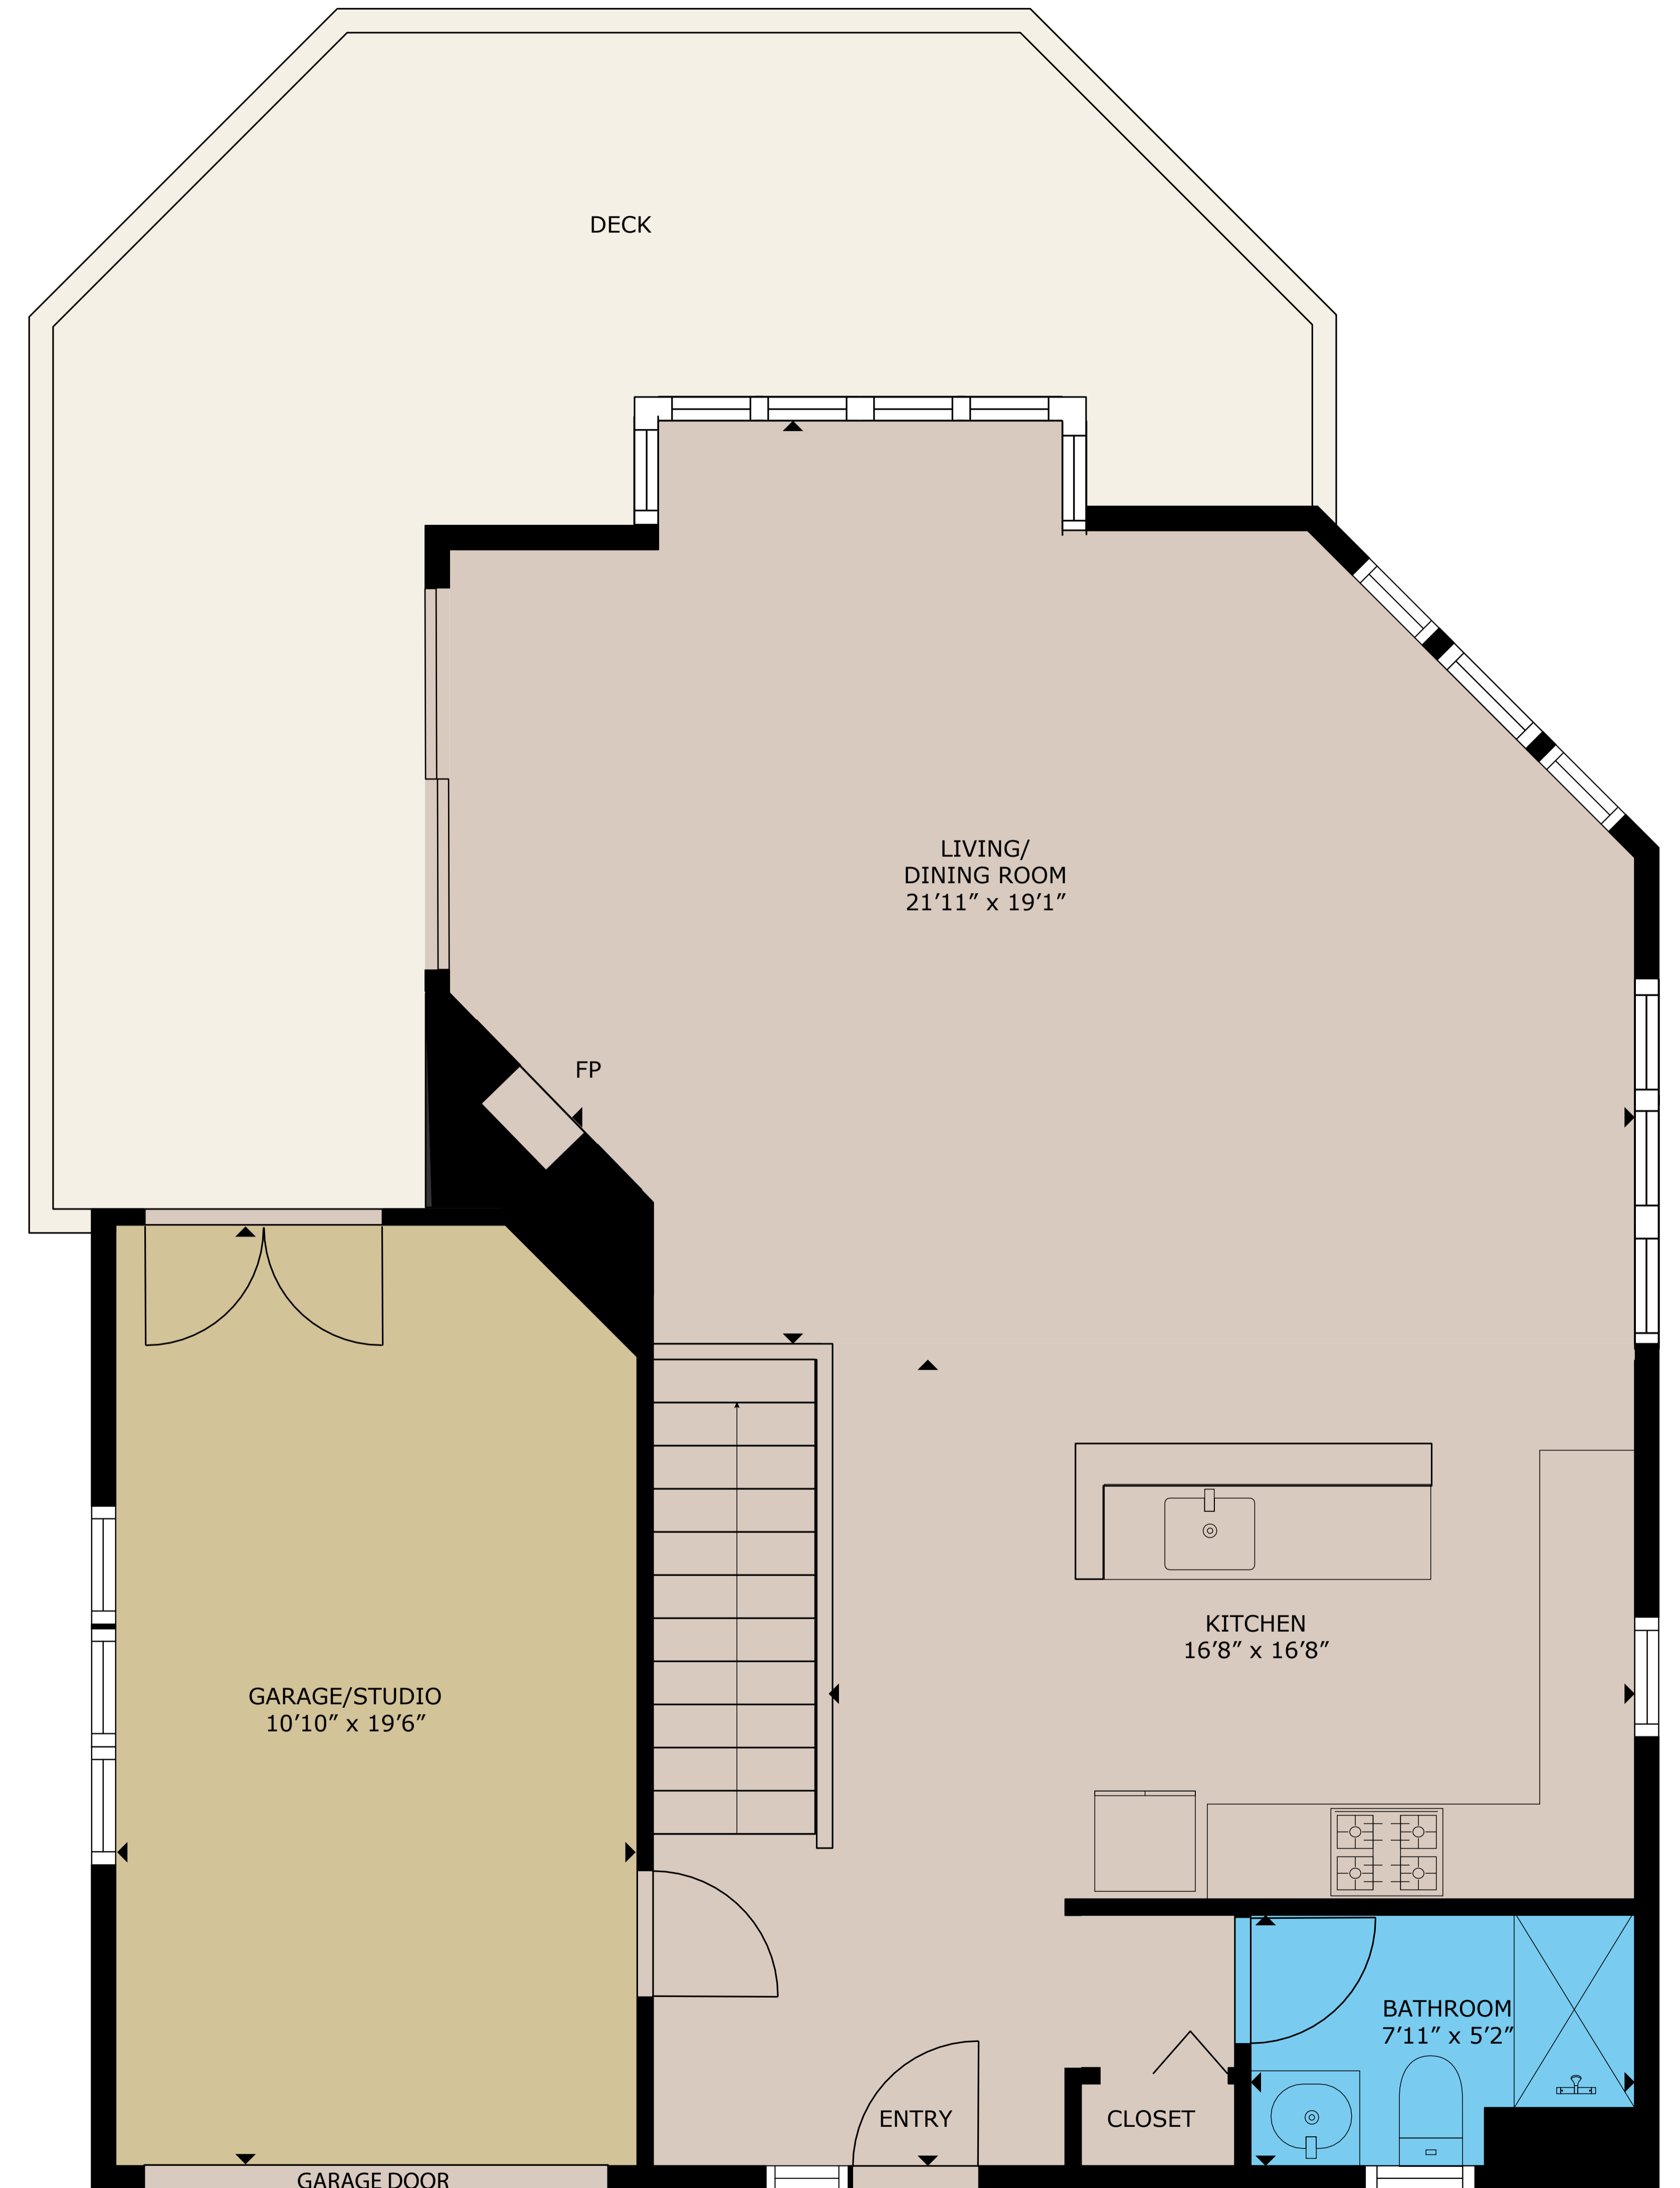 DECK
LIVING/
DINING ROOM
21’11” x 19’1”
FP
KITCHEN
16’8” x 16’8”
GARAGE/STUDIO
10’10” x 19’6”
BATHROOM
7’11” x 5’2”
ENTRY
CLOSET
GARAGE DOOR